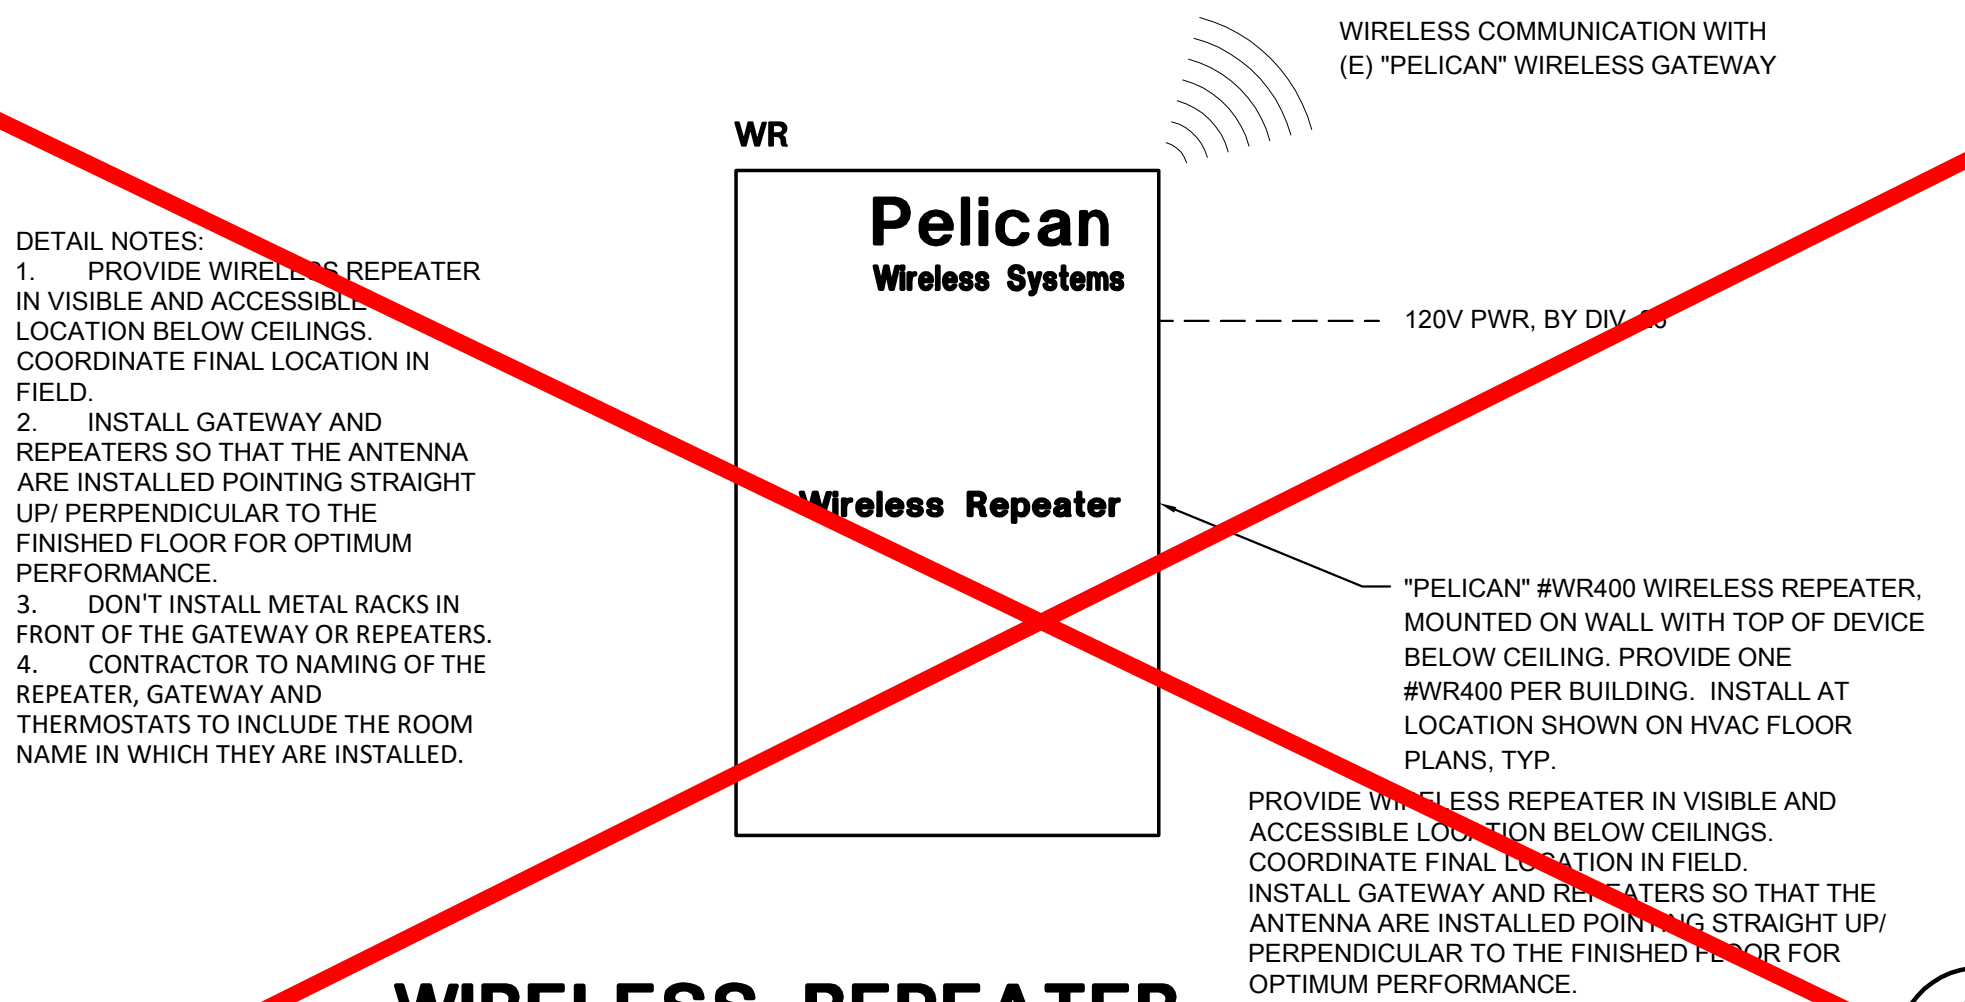 WIRELESS COMMUNICATION WITH
(E) "PELICAN" WIRELESS GATEWAY
WR
Pelican
Wireless Systems
DETAIL NOTES:
1. PROVIDE WIRELESS REPEATER
IN VISIBLE AND ACCESSIBLE
LOCATION BELOW CEILINGS.
COORDINATE FINAL LOCATION IN
FIELD.
2. INSTALL GATEWAY AND
REPEATERS SO THAT THE ANTENNA
ARE INSTALLED POINTING STRAIGHT
UP/ PERPENDICULAR TO THE
FINISHED FLOOR FOR OPTIMUM
PERFORMANCE.
3. DON'T INSTALL METAL RACKS IN
FRONT OF THE GATEWAY OR REPEATERS.
4. CONTRACTOR TO NAMING OF THE
REPEATER, GATEWAY AND
THERMOSTATS TO INCLUDE THE ROOM
NAME IN WHICH THEY ARE INSTALLED.
120V PWR, BY DIV. 26
Wireless Repeater
"PELICAN" #WR400 WIRELESS REPEATER,
MOUNTED ON WALL WITH TOP OF DEVICE
BELOW CEILING. PROVIDE ONE
#WR400 PER BUILDING. INSTALL AT
LOCATION SHOWN ON HVAC FLOOR
PLANS, TYP.
PROVIDE WIRELESS REPEATER IN VISIBLE AND
ACCESSIBLE LOCATION BELOW CEILINGS.
COORDINATE FINAL LOCATION IN FIELD.
INSTALL GATEWAY AND REPEATERS SO THAT THE
ANTENNA ARE INSTALLED POINTING STRAIGHT UP/
PERPENDICULAR TO THE FINISHED FLOOR FOR
OPTIMUM PERFORMANCE.
WIRELESS REPEATER